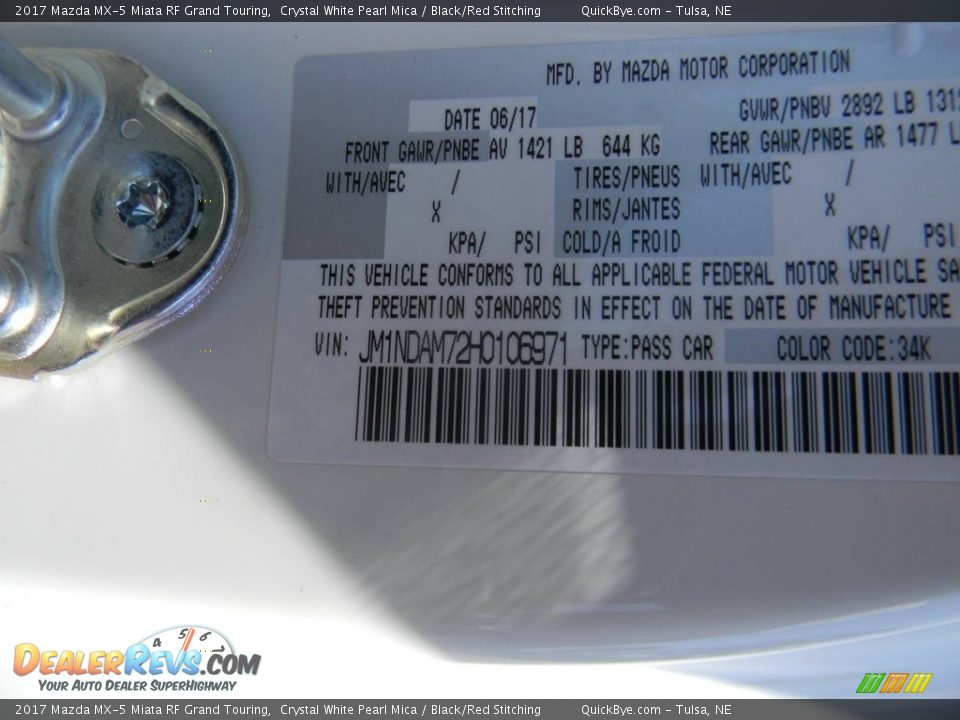 2017 Mazda MX-5 Miata RF Grand Touring, Crystal White Pearl Mica / Black/Red Stitching QuickBye.com - Tulsa, NE
MFD. BY MAZDA MOTOR CORPORATION
DATE 06/17 GVWR/PNBV 2892 LB
FRONT GAWR/PNBE AV 1421 LB 644 KG REAR GAWR/PNBE AR 1477
WITH/AVEC / TIRES/PNEUS WITH/AVEC /
X RIMS/JANTES X
KPA/ PSI COLD/A FROID KPA/ PSI
THIS VEHICLE CONFORMS TO ALL APPLICABLE FEDERAL MOTOR VEHICLE
THEFT PREVENTION STANDARDS IN EFFECT ON THE DATE OF MANUFACTURE
VIN: JM1NDAM72H0106971 TYPE:PASS CAR COLOR CODE:34K
4 5 6
DEALERREVS.COM
YOUR AUTO DEALER SUPERHIGHWAY
2017 Mazda MX-5 Miata RF Grand Touring, Crystal White Pearl Mica / Black/Red Stitching QuickBye.com - Tulsa, NE